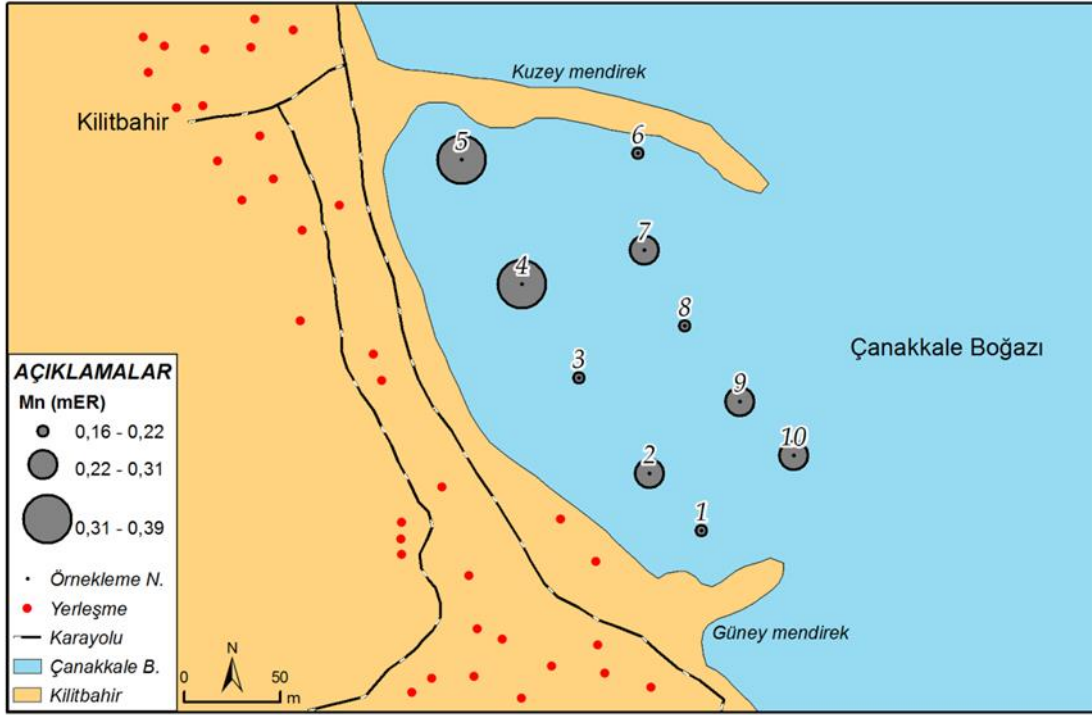 Kuzey mendirek
Kilitbahir
6
5
7
4
8
Çanakkale Boğazı
3
9
10
2
1
Güney mendirek
AÇIKLAMALAR
Mn (mER)
0,16 - 0,22
0,22 - 0,31
0,31 - 0,39
Örnekleme N.
Yerleşme
Karayolu
Çanakkale B.
Kilitbahir
N
0 50
m